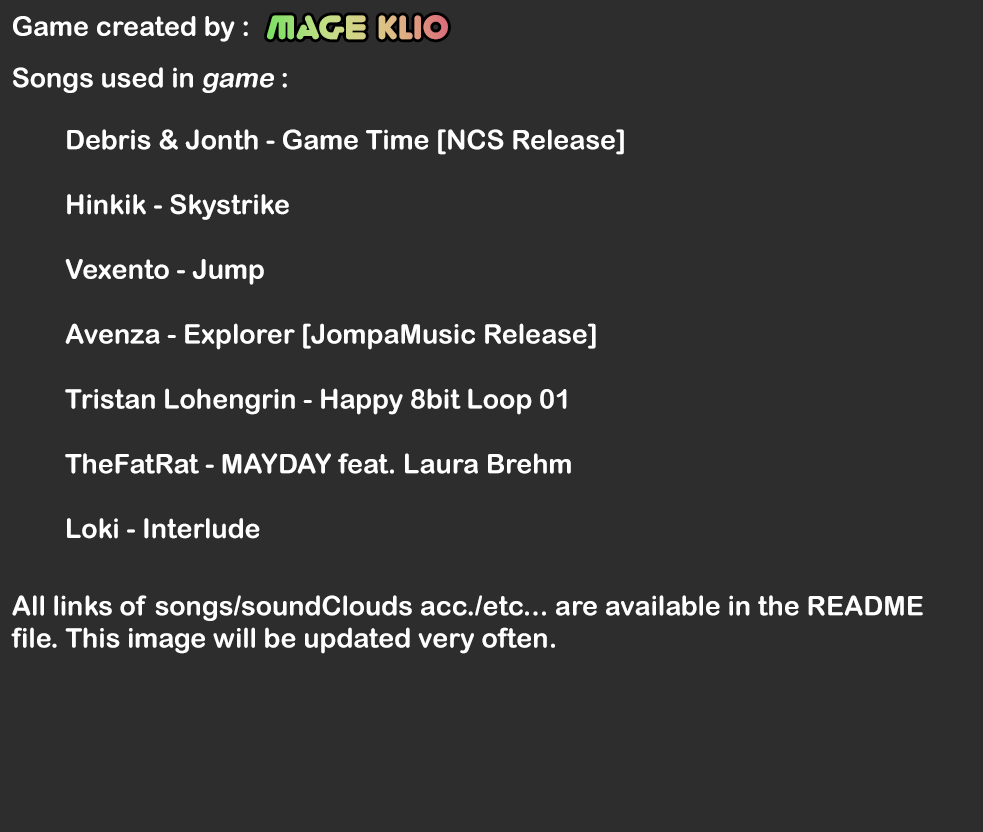 Game created by : MAGE KLIO
Songs used in game :
Debris & Jonth - Game Time [NCS Release]
Hinkik - Skystrike
Vexento - Jump
Avenza - Explorer [JompaMusic Release]
Tristan Lohengrin - Happy 8bit Loop 01
TheFatRat - MAYDAY feat. Laura Brehm
Loki - Interlude
All links of songs/soundClouds acc./etc... are available in the README
file. This image will be updated very often.